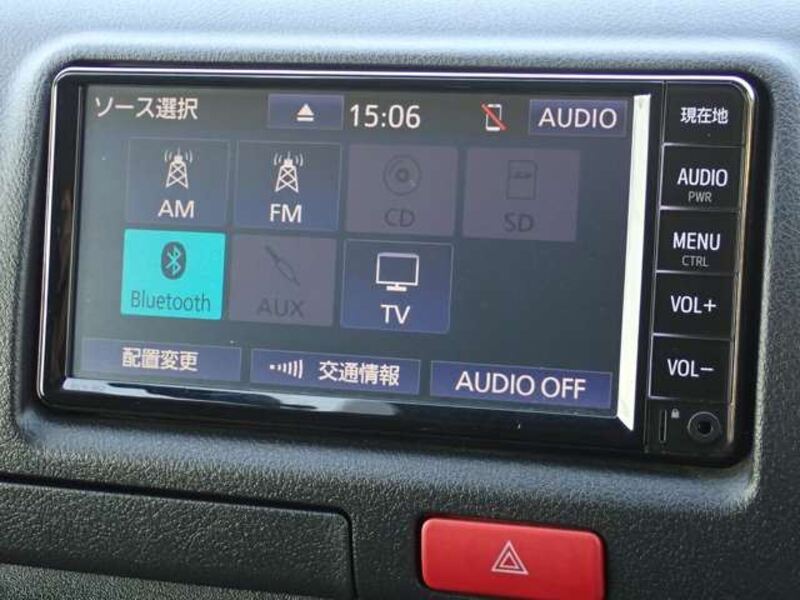 ソース選択
15:06
AUDIO
AM
FM
CD
SD
Bluetooth
AUX
TV
配置変更
交通情報
AUDIO OFF
現在地
AUDIO
PWR
MENU
CTRL
VOL+
VOL−